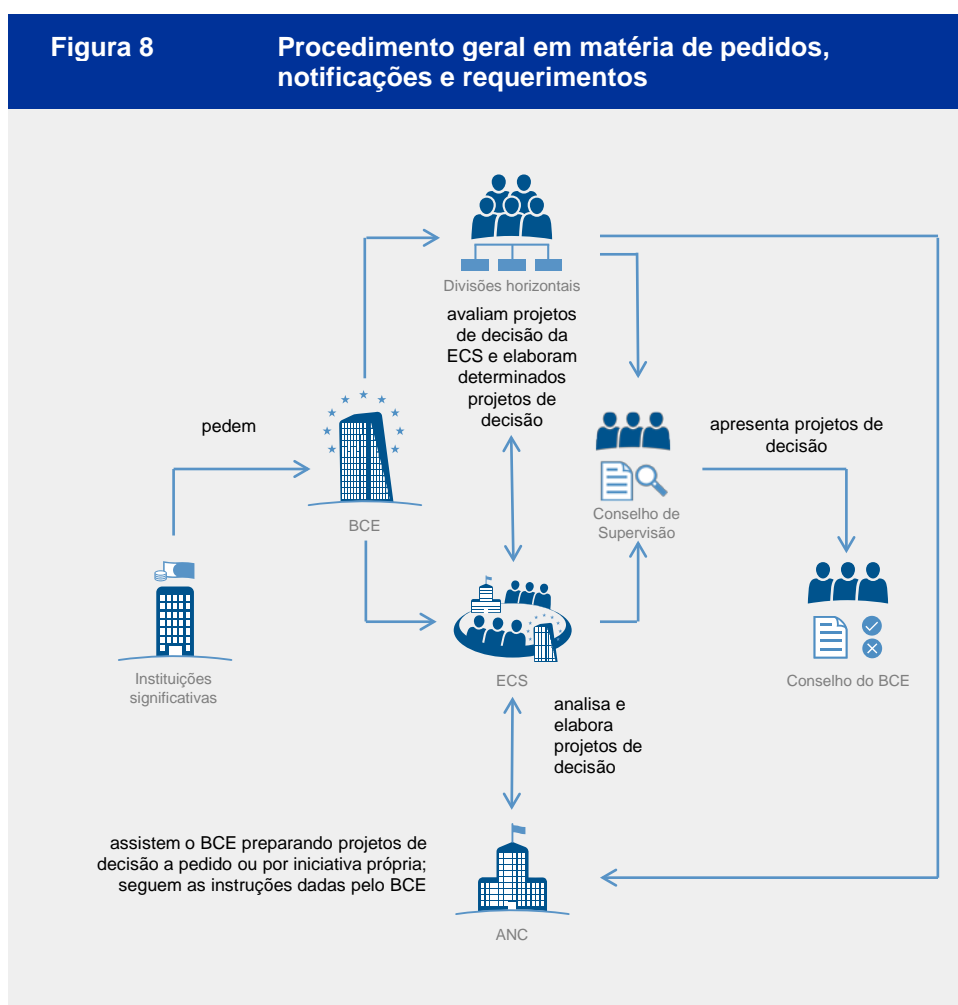 Figura 8
Procedimento geral em matéria de pedidos,
notificações e requerimentos
Divisões horizontais
avaliam projetos
de decisão da
ECS e elaboram
determinados
projetos de
decisão
pedem
BCE
apresenta projetos de
decisão
Conselho de
Supervisão
Instituições
significativas
ECS
Conselho do BCE
analisa e
elabora
projetos de
decisão
assistem o BCE preparando projetos de
decisão a pedido ou por iniciativa própria;
seguem as instruções dadas pelo BCE
ANC